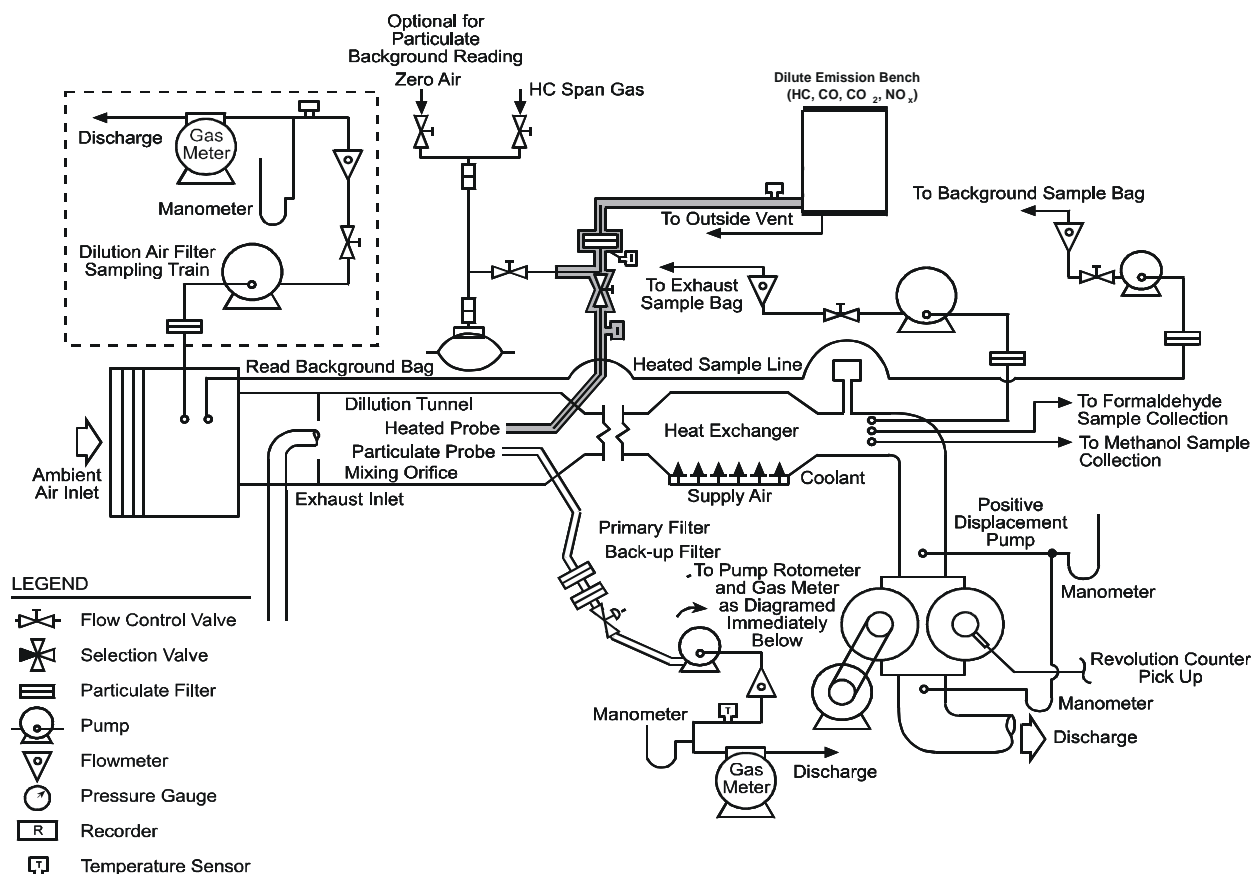 Optional for
Particulate
Background Reading
Zero Air
HC Span Gas
Dilute Emission Bench
(HC, CO, CO 2, NOx)
Discharge
Gas
Meter
Manometer
Dilution Air Filter
Sampling Train
To Outside Vent
To Background Sample Bag
To Exhaust
Sample Bag
Read Background Bag
Heated Sample Line
Dilution Tunnel
Heated Probe
Particulate Probe
Mixing Orifice
Exhaust Inlet
Ambient
Air Inlet
Heat Exchanger
Supply Air
Coolant
To Formaldehyde
Sample Collection
To Methanol Sample
Collection
Positive
Displacement
Pump
Primary Filter
Back-up Filter
To Pump Rotometer
and Gas Meter
as Diagramed
Immediately
Below
Manometer
Revolution Counter
Pick Up
Manometer
Discharge
Manometer
T
Gas
Meter
Discharge
LEGEND
Flow Control Valve
Selection Valve
Particulate Filter
Pump
Flowmeter
Pressure Gauge
R
Recorder
T
Temperature Sensor